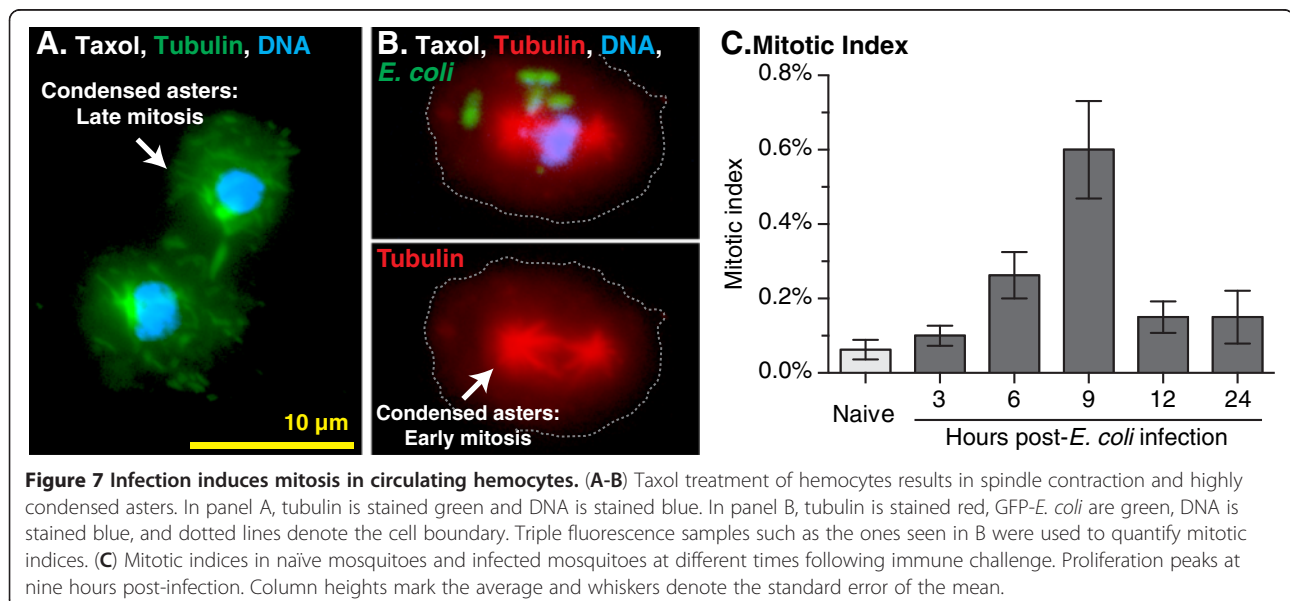 A. Taxol, Tubulin, DNA
Condensed asters:
Late mitosis
10 µm
B. Taxol, Tubulin, DNA,
E. coli
Tubulin
Condensed asters:
Early mitosis
C. Mitotic Index
Mitotic index
0.8%
0.6%
0.4%
0.2%
0.0%
Naive
3 6 9 12 24
Hours post-E. coli infection
Figure 7 Infection induces mitosis in circulating hemocytes. (A-B) Taxol treatment of hemocytes results in spindle contraction and highly
condensed asters. In panel A, tubulin is stained green and DNA is stained blue. In panel B, tubulin is stained red, GFP-E. coli are green, DNA is
stained blue, and dotted lines denote the cell boundary. Triple fluorescence samples such as the ones seen in B were used to quantify mitotic
indices. (C) Mitotic indices in naïve mosquitoes and infected mosquitoes at different times following immune challenge. Proliferation peaks at
nine hours post-infection. Column heights mark the average and whiskers denote the standard error of the mean.